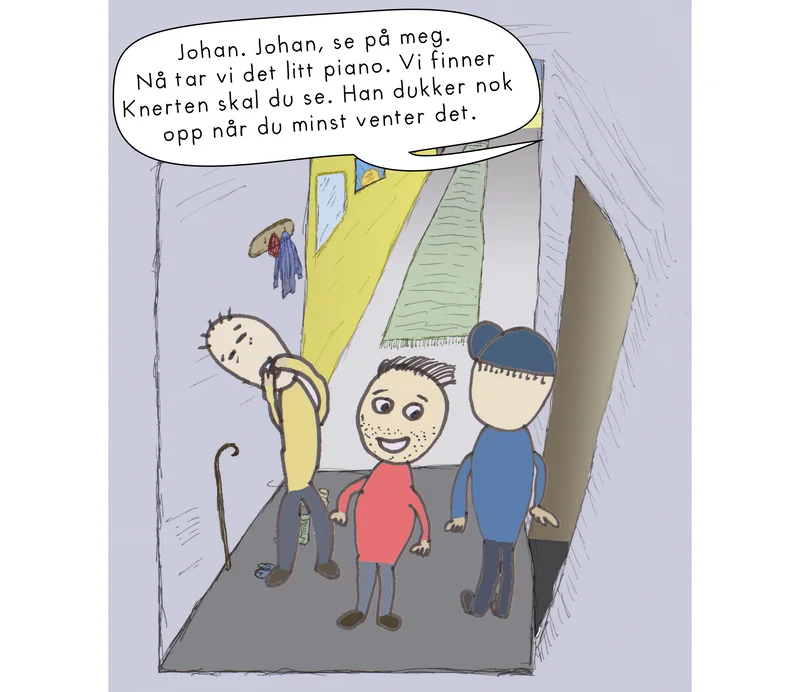 Johan. Johan, se på meg.
Nå tar vi det litt piano. Vi finner
Knerten skal du se. Han dukker nok
opp når du minst venter det.